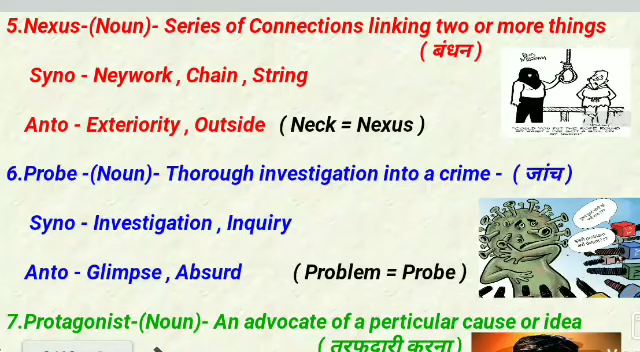 5.Nexus-(Noun)- Series of Connections linking two or more things
( बंधन )
Syno - Neywork , Chain , String
Anto - Exteriority , Outside ( Neck = Nexus )
6.Probe -(Noun)- Thorough investigation into a crime - ( जांच )
Syno - Investigation , Inquiry
Anto - Glimpse , Absurd ( Problem = Probe )
7.Protagonist-(Noun)- An advocate of a perticular cause or idea
( तरफदारी करना )